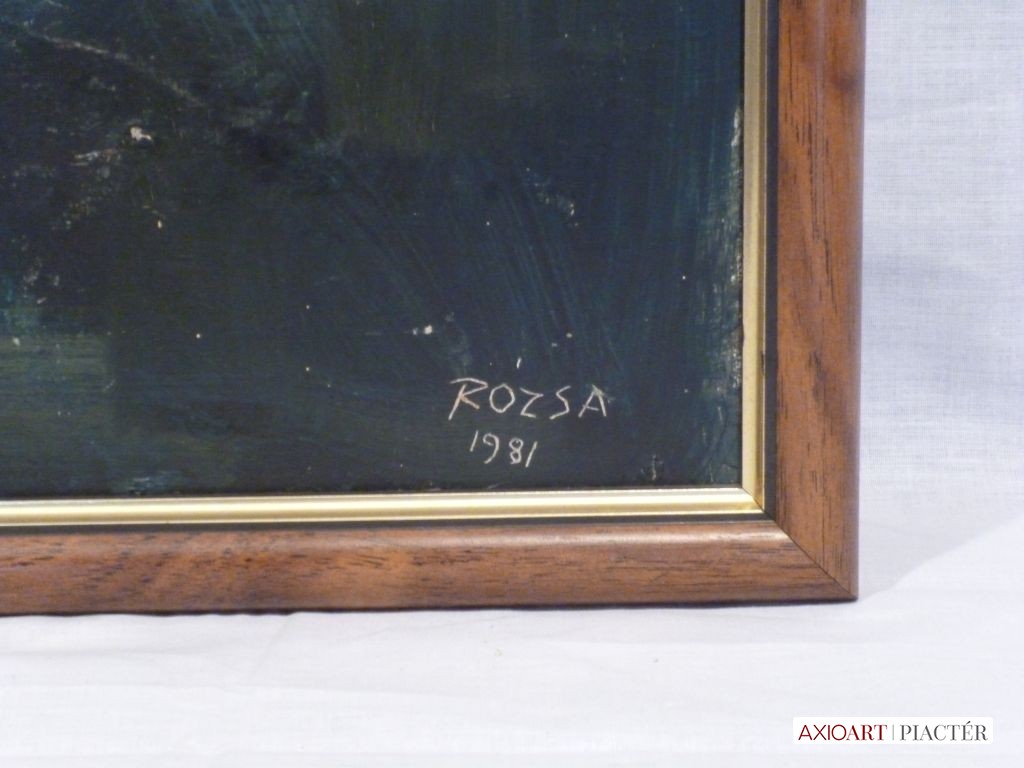 RÓZSA
1981
AXIOART | PIACTÉR